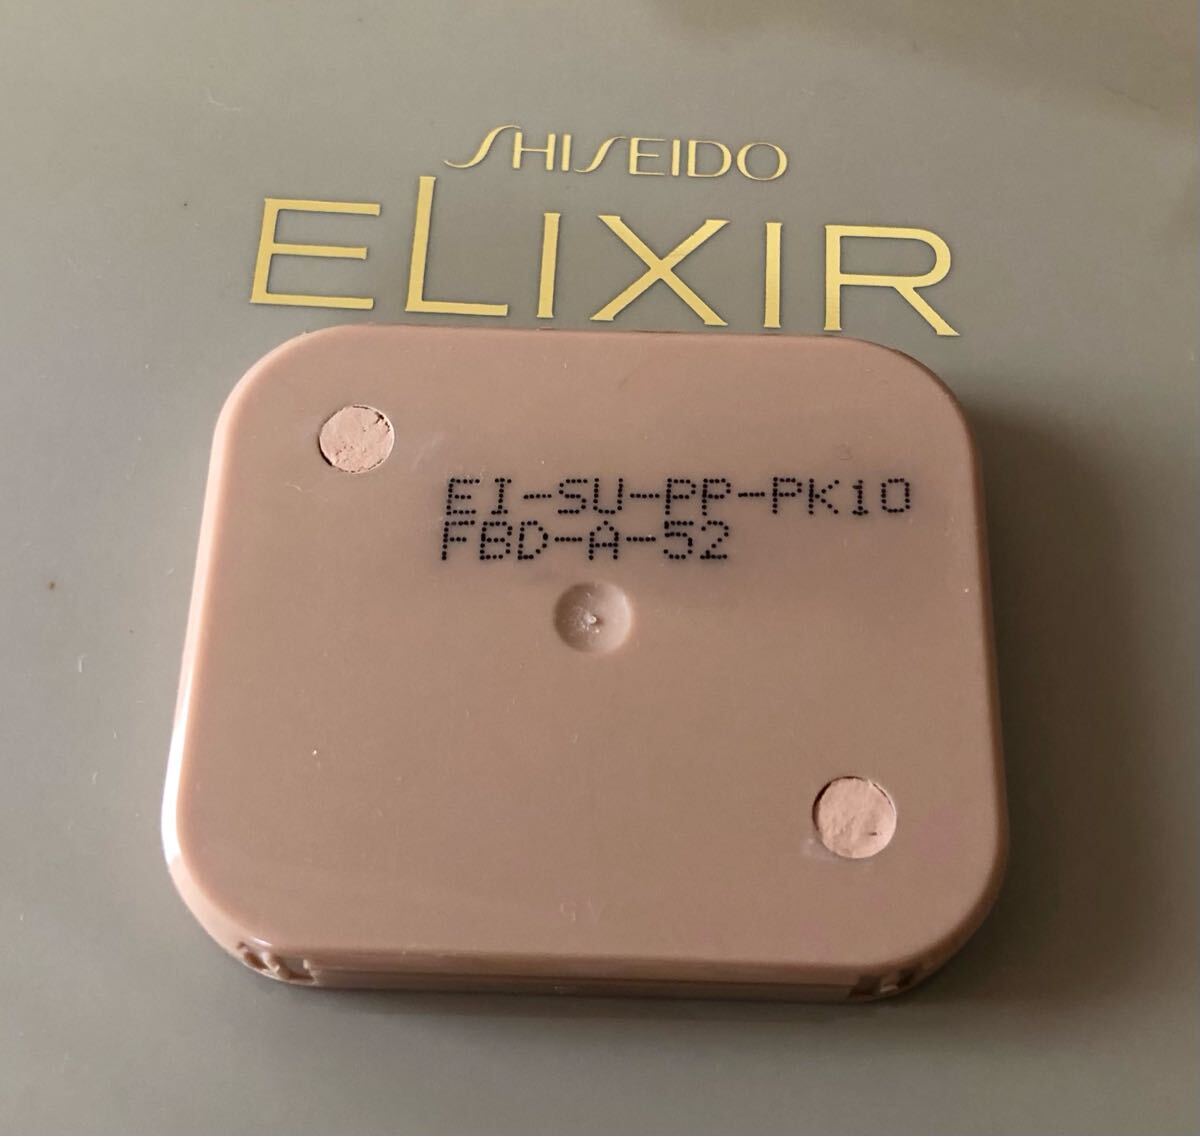 SHISEIDO
ELIXIR
EI-SU-PP-PK10
FBD-A-52